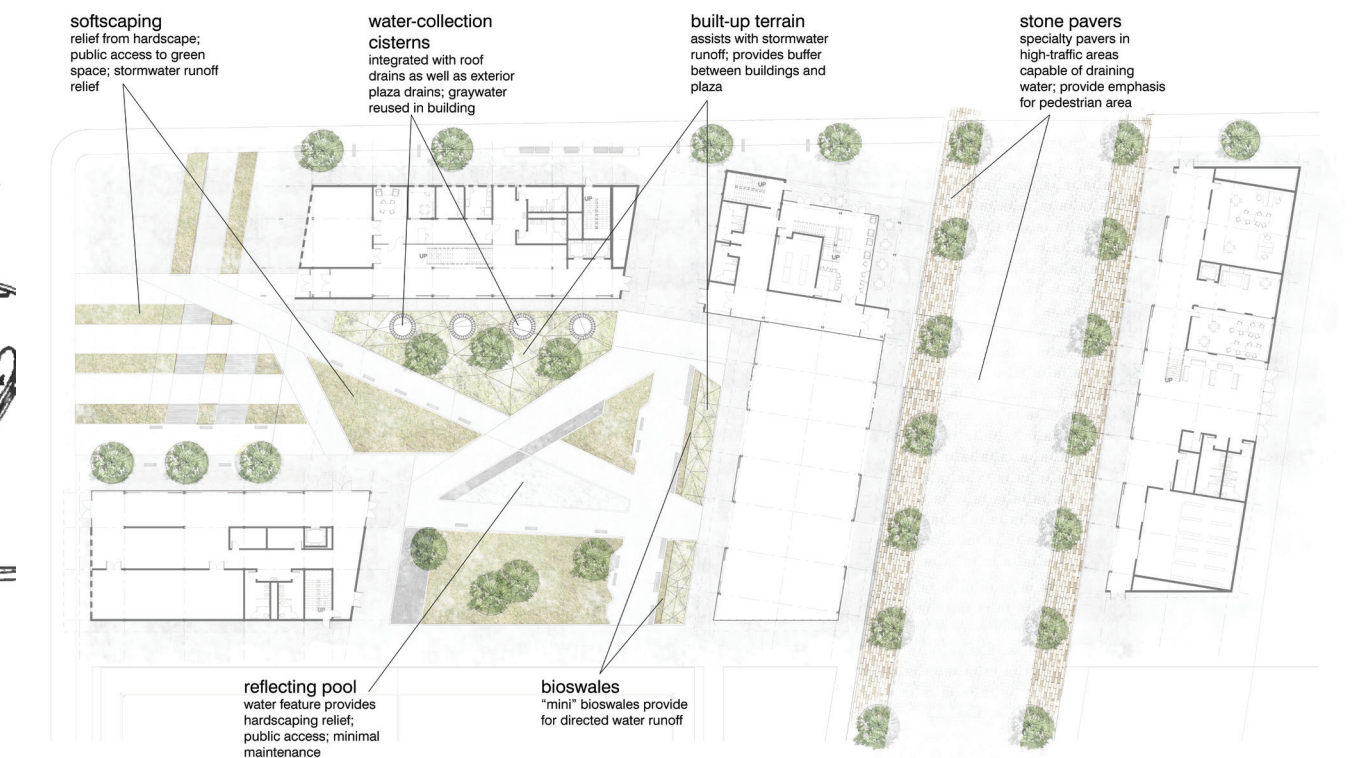 softscaping
relief from hardscape;
public access to green
space; stormwater runoff
relief
water-collection
cisterns
integrated with roof
drains as well as exterior
plaza drains; graywater
reused in building
built-up terrain
assists with stormwater
runoff; provides buffer
between buildings and
plaza
stone pavers
specialty pavers in
high-traffic areas
capable of draining
water; provide emphasis
for pedestrian area
UP
UP
UP
UP
UP
UP
reflecting pool
water feature provides
hardscaping relief;
public access; minimal
maintenance
bioswales
“mini” bioswales provide
for directed water runoff